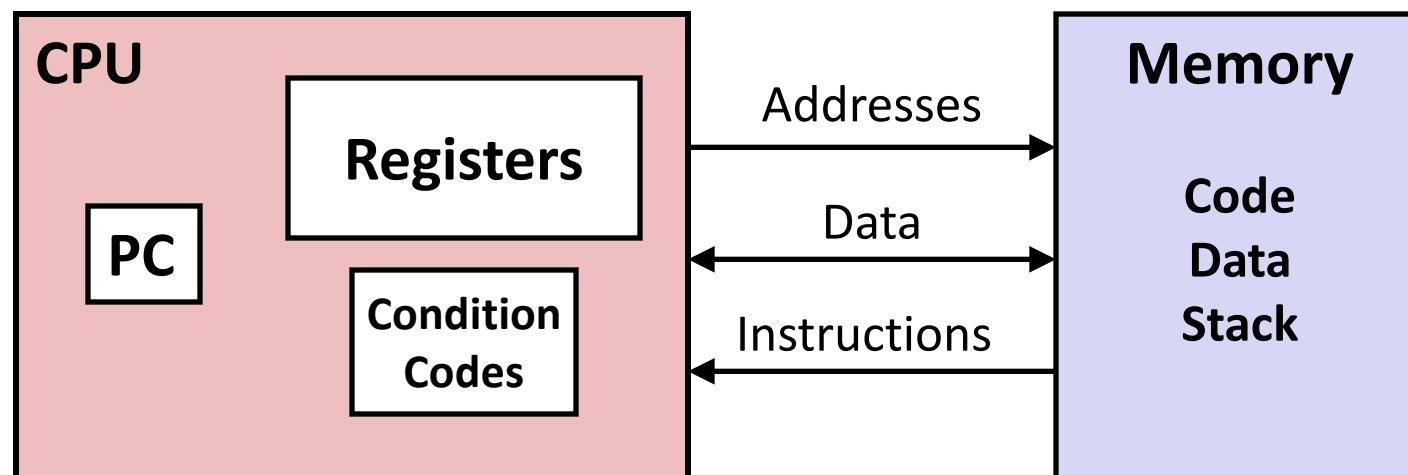 CPU
Registers
PC
Condition
Codes
Addresses
Data
Instructions
Memory
Code
Data
Stack